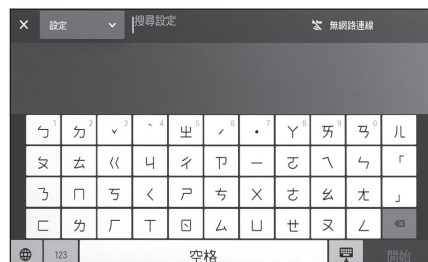 設定 搜尋設定 無網路連線
ㄅ 1 ㄉ 2 ˇ 3 ˋ 4 ㄓ 5 ˊ 6 ˙ 7 ㄚ 8 ㄞ 9 ㄢ 0 ㄦ
ㄆ ㄊ ㄍ ㄐ ㄔ ㄗ ㄧ ㄛ ㄟ ㄣ 「
ㄋ ㄇ ㄎ ㄑ ㄕ ㄘ ㄨ ㄜ ㄠ ㄤ 」
ㄈ ㄌ ㄏ ㄒ ㄖ ㄙ ㄩ ㄝ ㄡ ㄥ
123 空格 開始